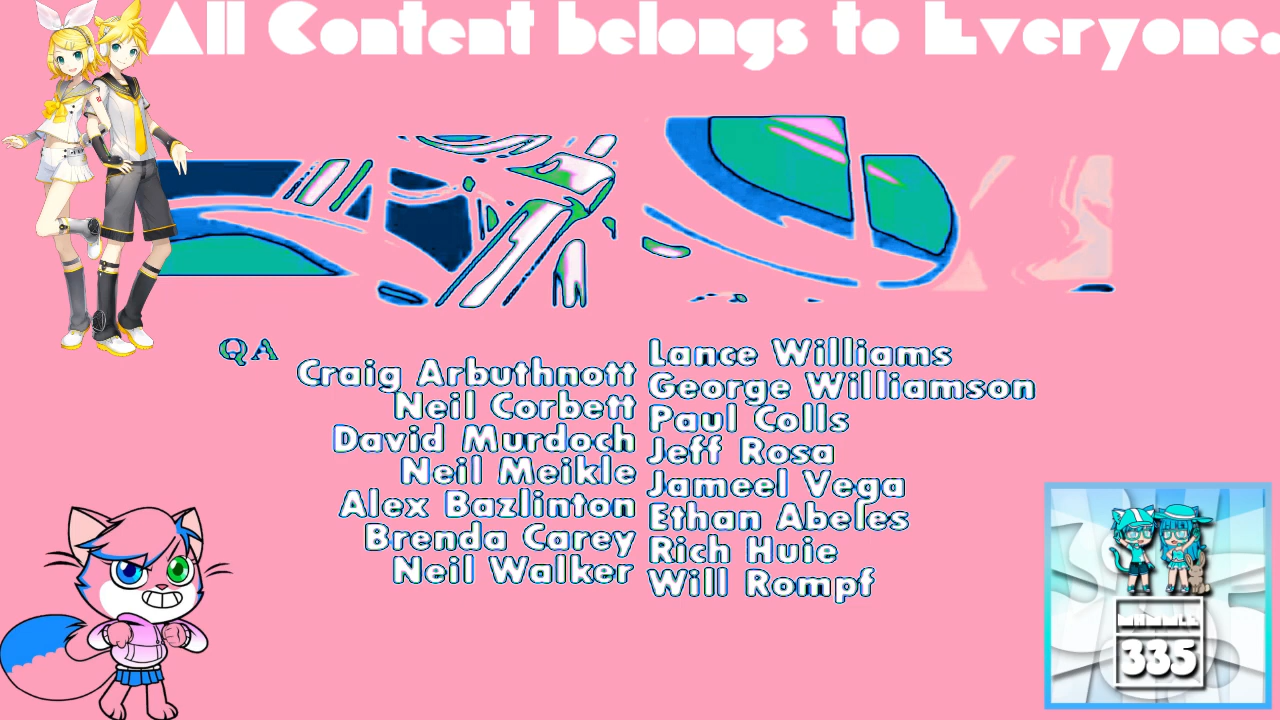 All Content belongs to Everyone.
QA
Craig Arbuthnott
Neil Corbett
David Murdoch
Neil Meikle
Alex Bazlinton
Brenda Carey
Neil Walker
Lance Williams
George Williamson
Paul Colls
Jeff Rosa
Jameel Vega
Ethan Abeles
Rich Huie
Will Rompf
335